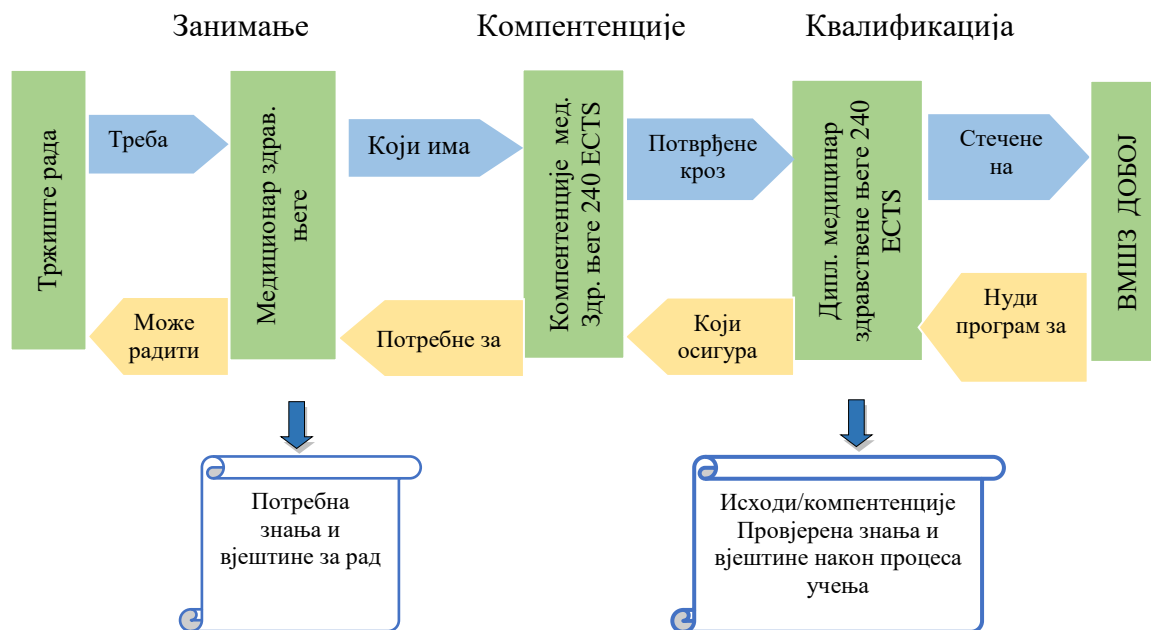 Занимање
Компентенције
Квалификација
Тржиште рада
Треба
Медиционар здрав.
његе
Који има
Компентенције мед.
Здр. његе 240 ECTS
Потврђене
кроз
Дипл. медицинар
здравствене његе 240
ECTS
Стечене
на
ВМШЗ ДОБОЈ
Може
радити
Потребне за
Који
осигура
Нуди
програм за
Потребна
знања и
вјештине за рад
Исходи/компентенције
Провјерена знања и
вјештине након процеса
учења